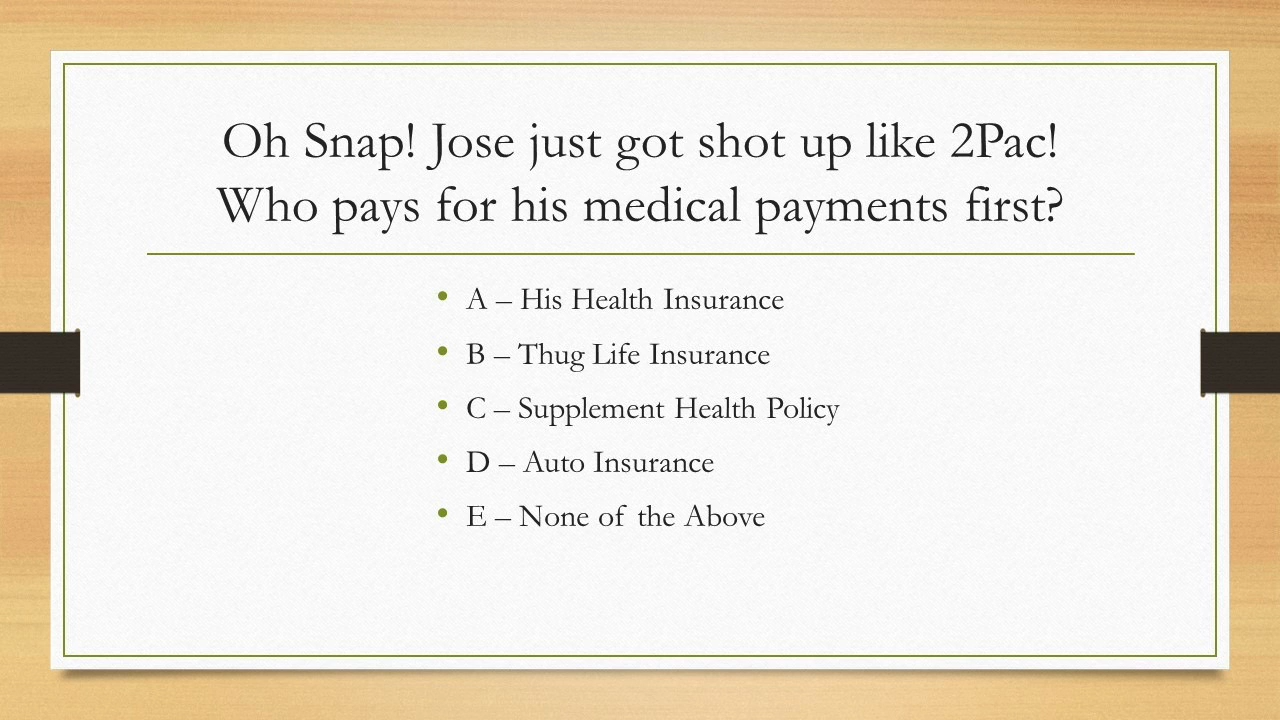 Oh Snap! Jose just got shot up like 2Pac!
Who pays for his medical payments first?
• A – His Health Insurance
• B – Thug Life Insurance
• C – Supplement Health Policy
• D – Auto Insurance
• E – None of the Above